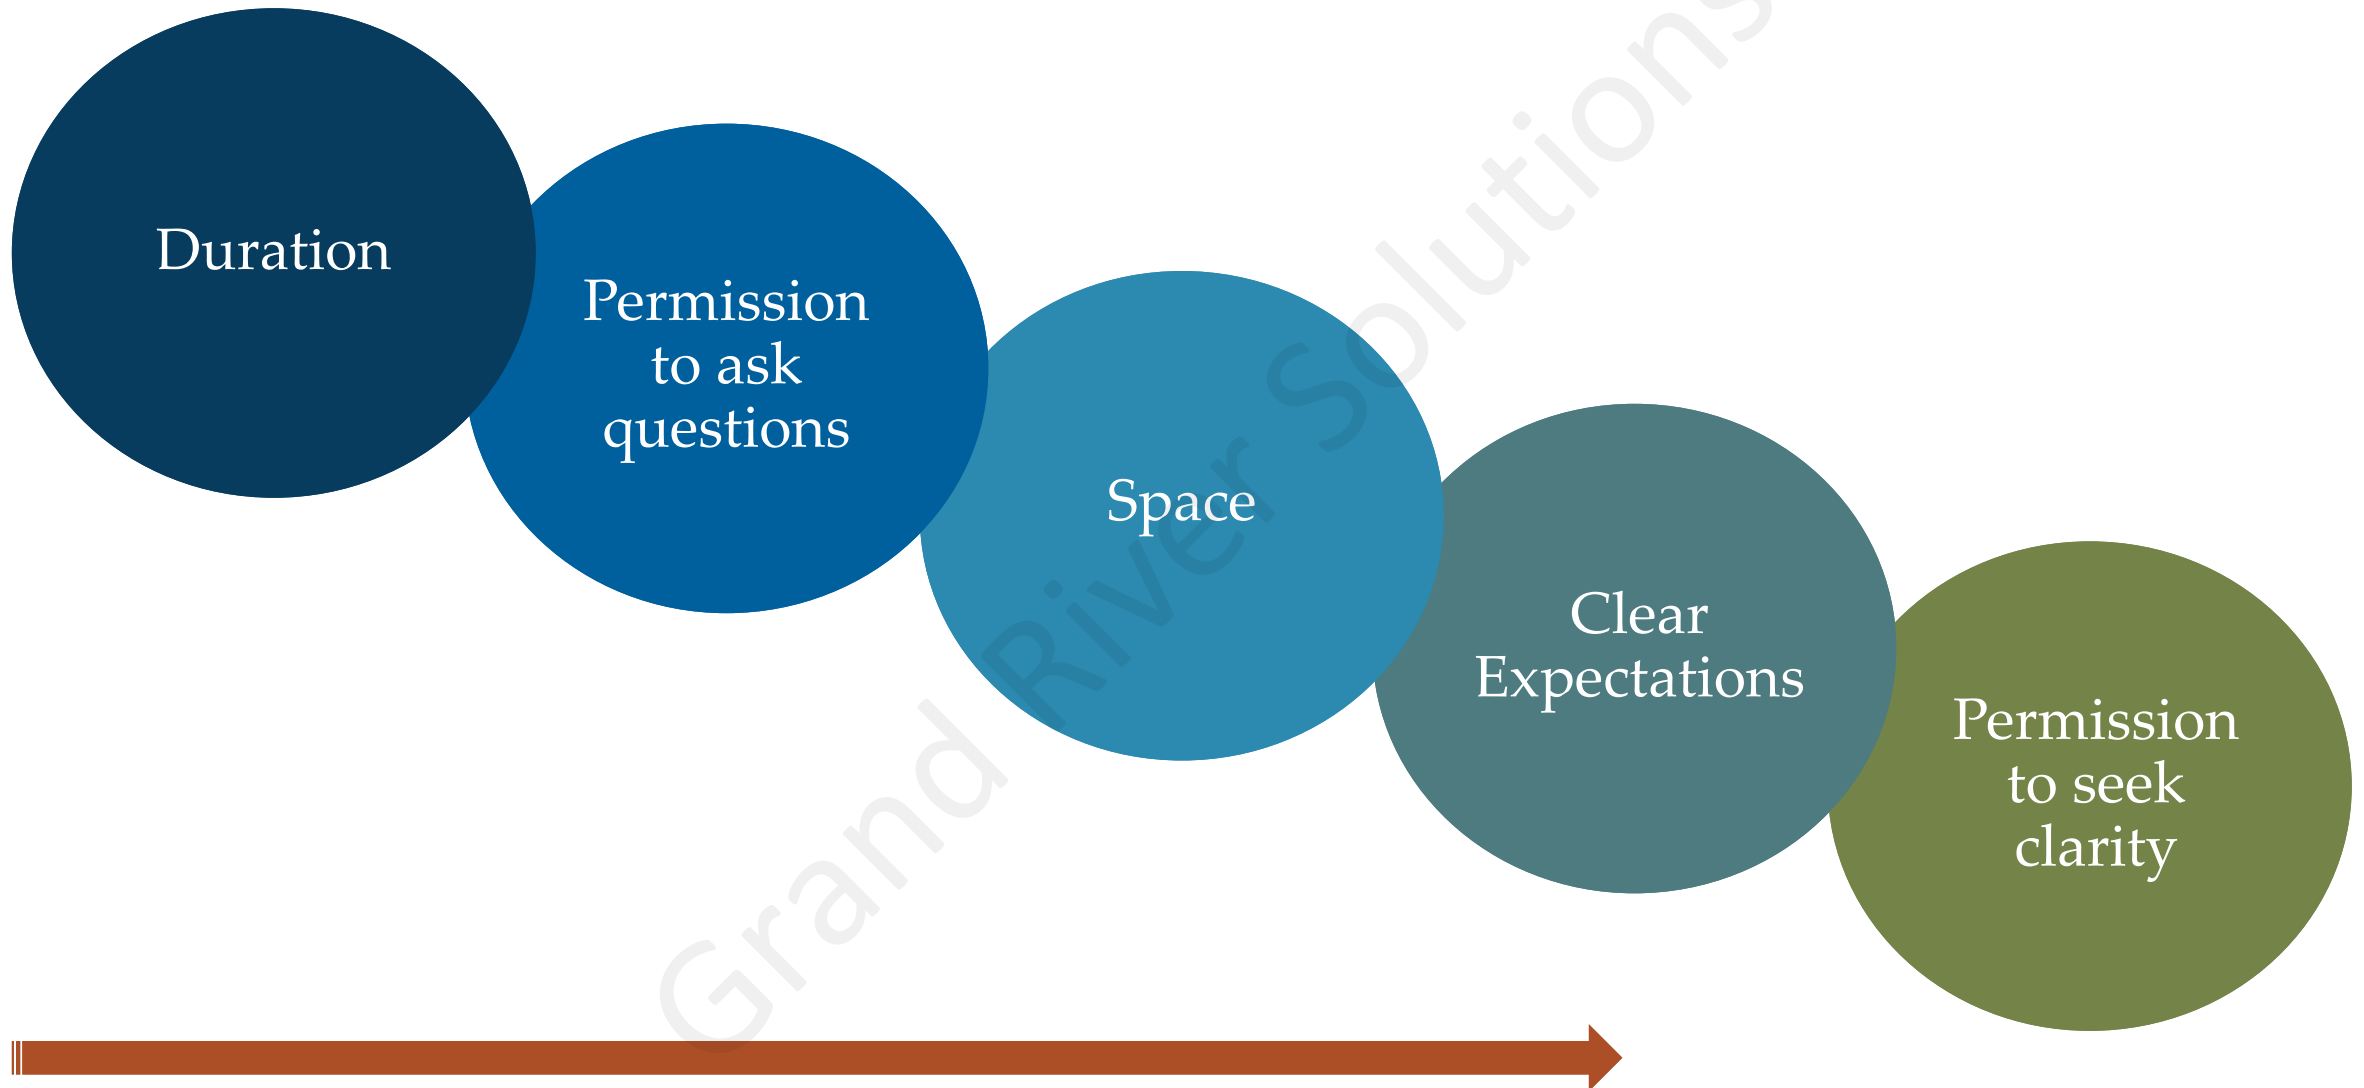 Duration
Permission
to ask
questions
Space
Clear
Expectations
Permission
to seek
clarity
Grand River Solutions